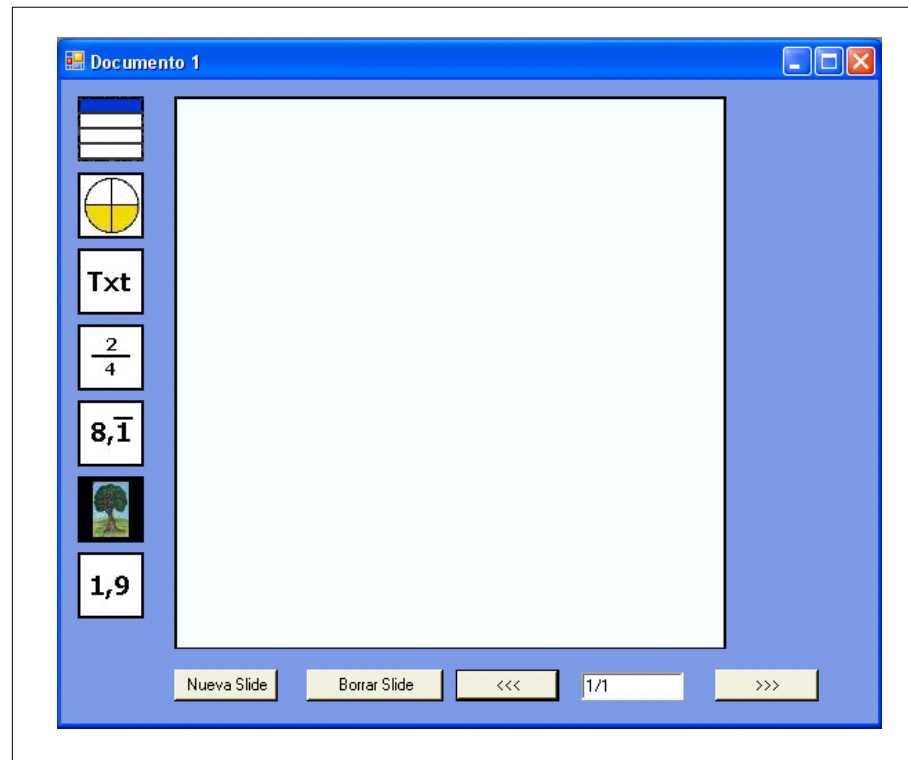 Documento 1
Txt
2
4
8,1̅
1,9
Nueva Slide
Borrar Slide
<<<
1/1
>>>